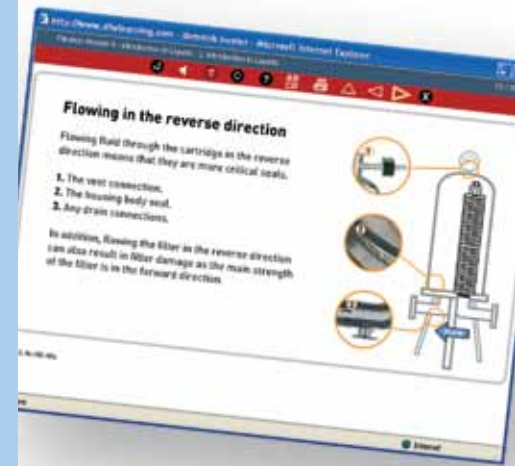 Microsoft Internet Explorer
Flowing in the reverse direction
Flowing fluid through the cartridge in the reverse
direction means that they are more critical seals.
1. The vent connection.
2. The housing body seal.
3. Any drain connections.
In addition, flowing the filter in the reverse direction
can also result in filter damage as the main strength
of the filter is in the forward direction
Internet